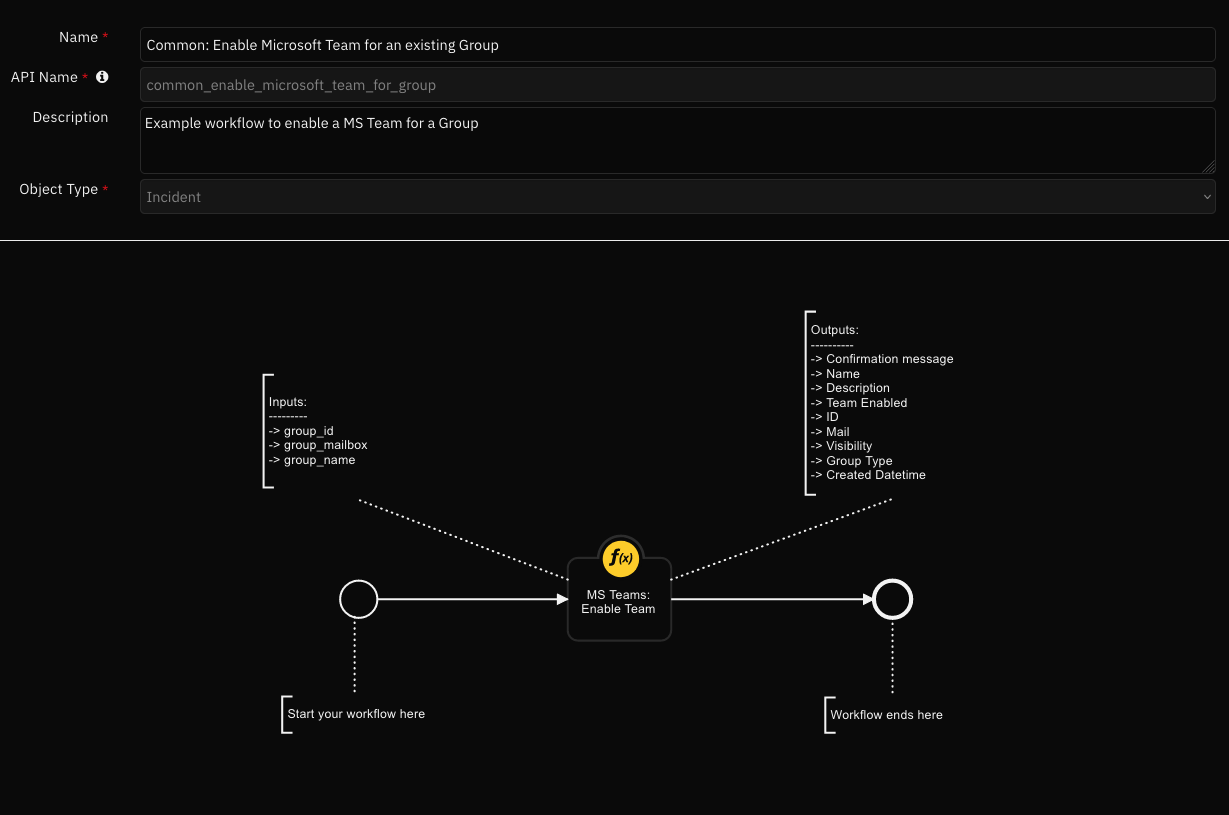 Name *
Common: Enable Microsoft Team for an existing Group
API Name *
common_enable_microsoft_team_for_group
Description
Example workflow to enable a MS Team for a Group
Object Type *
Incident
Inputs:
---------
-> group_id
-> group_mailbox
-> group_name
Outputs:
----------
-> Confirmation message
-> Name
-> Description
-> Team Enabled
-> ID
-> Mail
-> Visibility
-> Group Type
-> Created Datetime
f(x)
MS Teams:
Enable Team
Start your workflow here
Workflow ends here